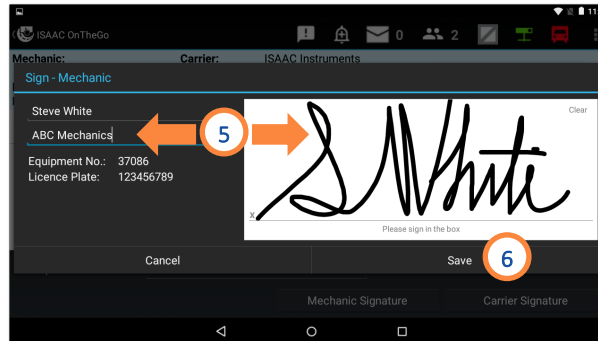 11:
ISAAC OnTheGo 0 2
Mechanic: Carrier: ISAAC Instruments
Sign - Mechanic
Steve White
ABC Mechanics
5
Equipment No.: 37086
Licence Plate: 123456789
Clear
S White
X
Please sign in the box
Cancel Save 6
Mechanic Signature Carrier Signature